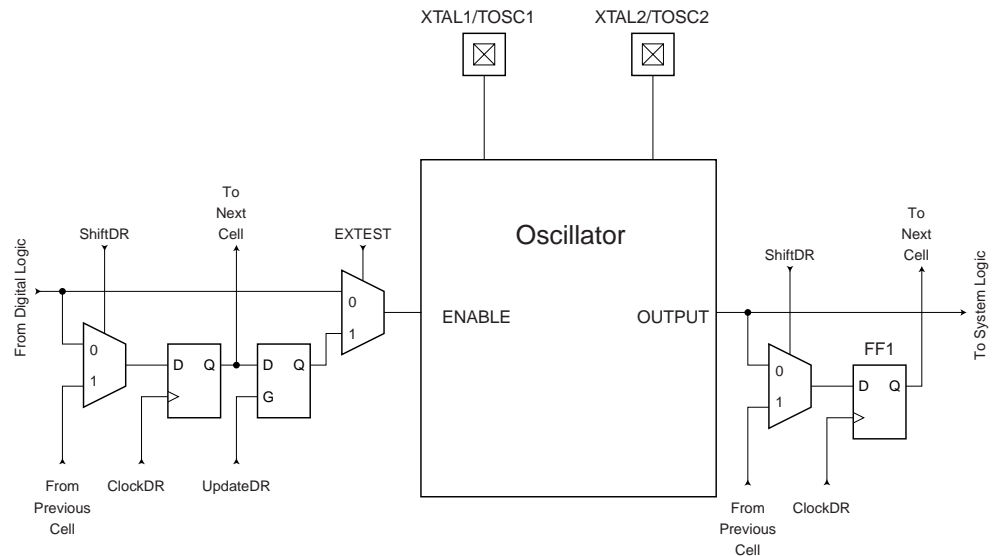 XTAL1/TOSC1
XTAL2/TOSC2
From Digital Logic
ShiftDR
To
Next
Cell
EXTEST
0
1
0
1
D
Q
D
Q
G
From
Previous
Cell
ClockDR
UpdateDR
Oscillator
ENABLE
OUTPUT
ShiftDR
To
Next
Cell
To System Logic
0
1
FF1
D
Q
From
Previous
Cell
ClockDR